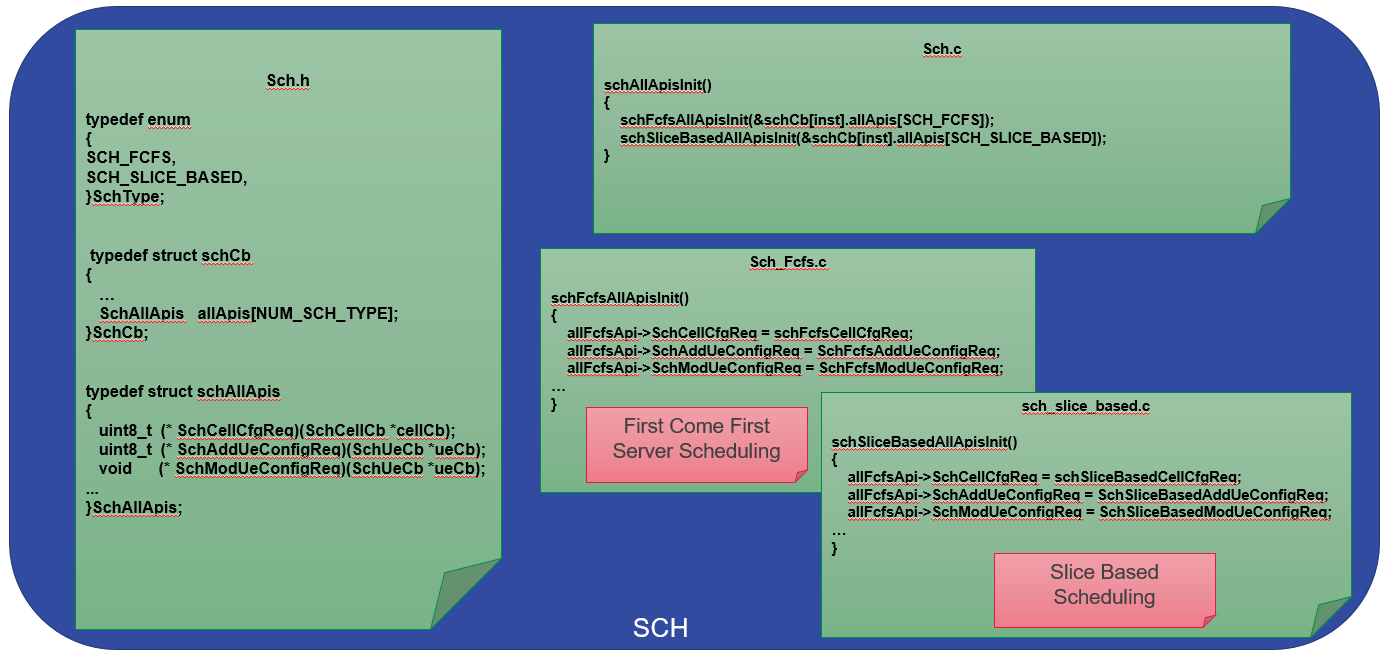 Sch.h
typedef enum
{
SCH_FCFS,
SCH_SLICE_BASED,
}SchType;
typedef struct schCb
{
...
SchAllApis allApis[NUM_SCH_TYPE];
}SchCb;
typedef struct schAllApis
{
uint8_t (* SchCellCfgReq)(SchCellCb *cellCb);
uint8_t (* SchAddUeConfigReq)(SchUeCb *ueCb);
void (* SchModUeConfigReq)(SchUeCb *ueCb);
...
}SchAllApis;
Sch.c
schAllApisInit()
{
schFcfsAllApisInit(&schCb[inst].allApis[SCH_FCFS]);
schSliceBasedAllApisInit(&schCb[inst].allApis[SCH_SLICE_BASED]);
}
Sch_Fcfs.c
schFcfsAllApisInit()
{
allFcfsApi->SchCellCfgReq = schFcfsCellCfgReq;
allFcfsApi->SchAddUeConfigReq = SchFcfsAddUeConfigReq;
allFcfsApi->SchModUeConfigReq = SchFcfsModUeConfigReq;
...
}
First Come First
Server Scheduling
sch_slice_based.c
schSliceBasedAllApisInit()
{
allFcfsApi->SchCellCfgReq = schSliceBasedCellCfgReq;
allFcfsApi->SchAddUeConfigReq = SchSliceBasedAddUeConfigReq;
allFcfsApi->SchModUeConfigReq = SchSliceBasedModUeConfigReq;
...
}
Slice Based
Scheduling
SCH